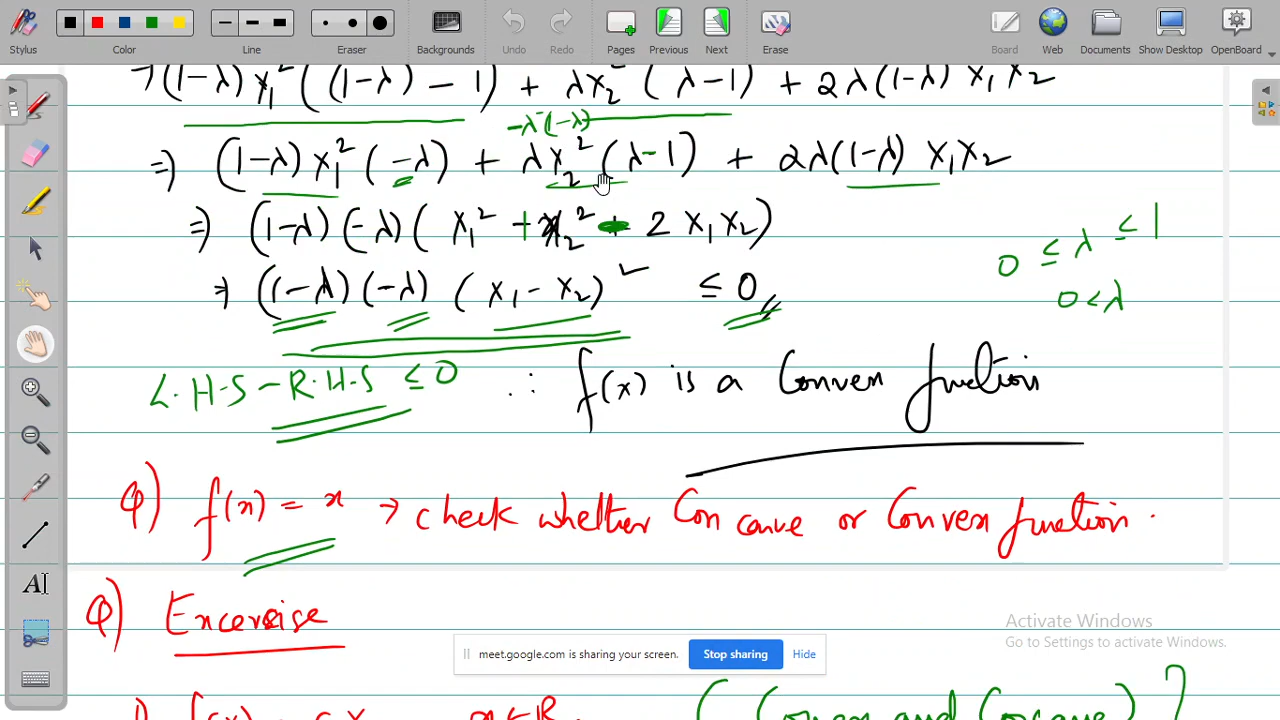 Stylus Color Line Eraser Backgrounds Undo Redo Pages Previous Next Erase Board Web Documents Show Desktop OpenBoard
⇒ (1-λ) x₁² ((1-λ) - 1) + λx₂² (λ-1) + 2λ(1-λ) x₁x₂
-λ (1-λ)
⇒ (1-λ) x₁² (-λ) + λx₂² (λ-1) + 2λ(1-λ) x₁x₂
⇒ (1-λ)(-λ)( x₁² + x₂² - 2 x₁x₂)
0 ≤ λ ≤ 1
⇒ (1-λ)(-λ) (x₁ - x₂)² ≤ 0
0 < λ
L.H.S - R.H.S ≤ 0 ∴ f(x) is a Convex function
Q) f(x) = x → check whether Concave or Convex function.
Q) Excercise
Activate Windows
Go to Settings to activate Windows.
meet.google.com is sharing your screen. Stop sharing Hide
(Convex and Concave) ?